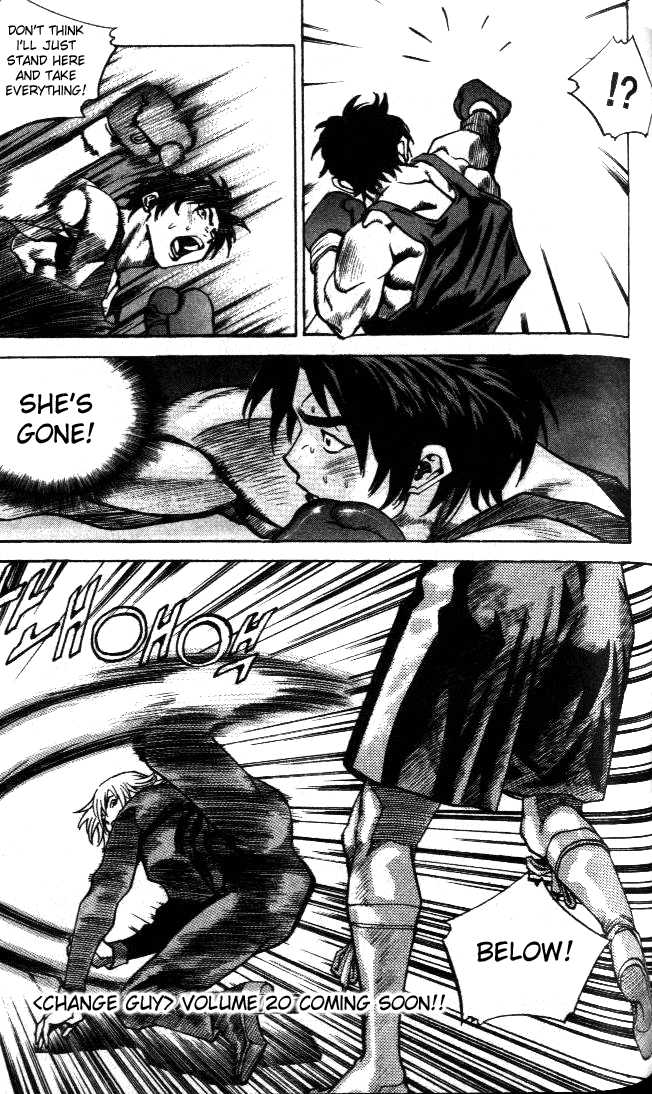 DON'T THINK
I'LL JUST
STAND HERE
AND TAKE
EVERYTHING!
!?
SHE'S
GONE!
HOHOH
BELOW!
<CHANGE GUY> VOLUME 20 COMING SOON!!